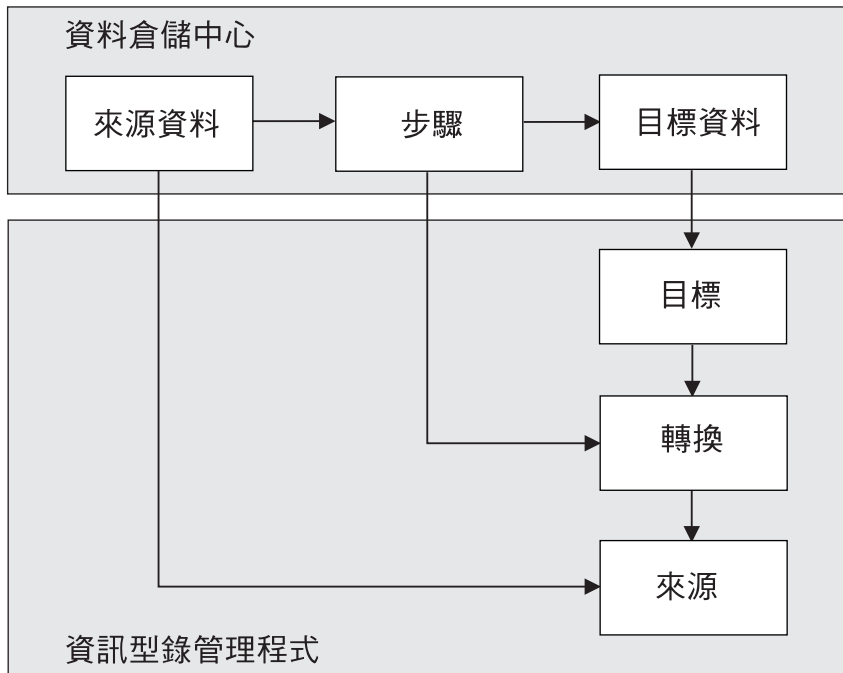 資料倉儲中心
來源資料
步驟
目標資料
目標
轉換
來源
資訊型錄管理程式